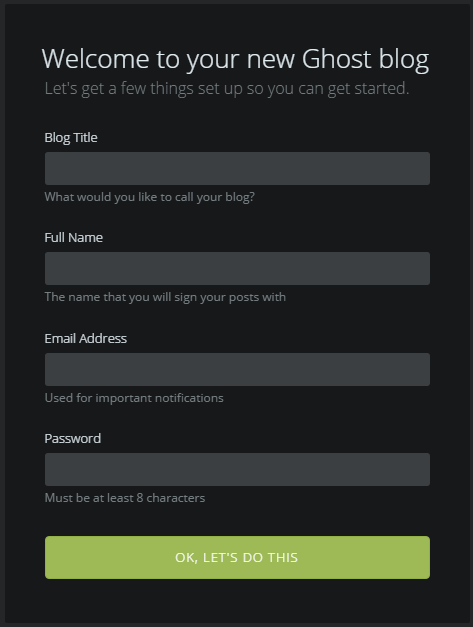 Welcome to your new Ghost blog
Let's get a few things set up so you can get started.
Blog Title
What would you like to call your blog?
Full Name
The name that you will sign your posts with
Email Address
Used for important notifications
Password
Must be at least 8 characters
OK, LET'S DO THIS